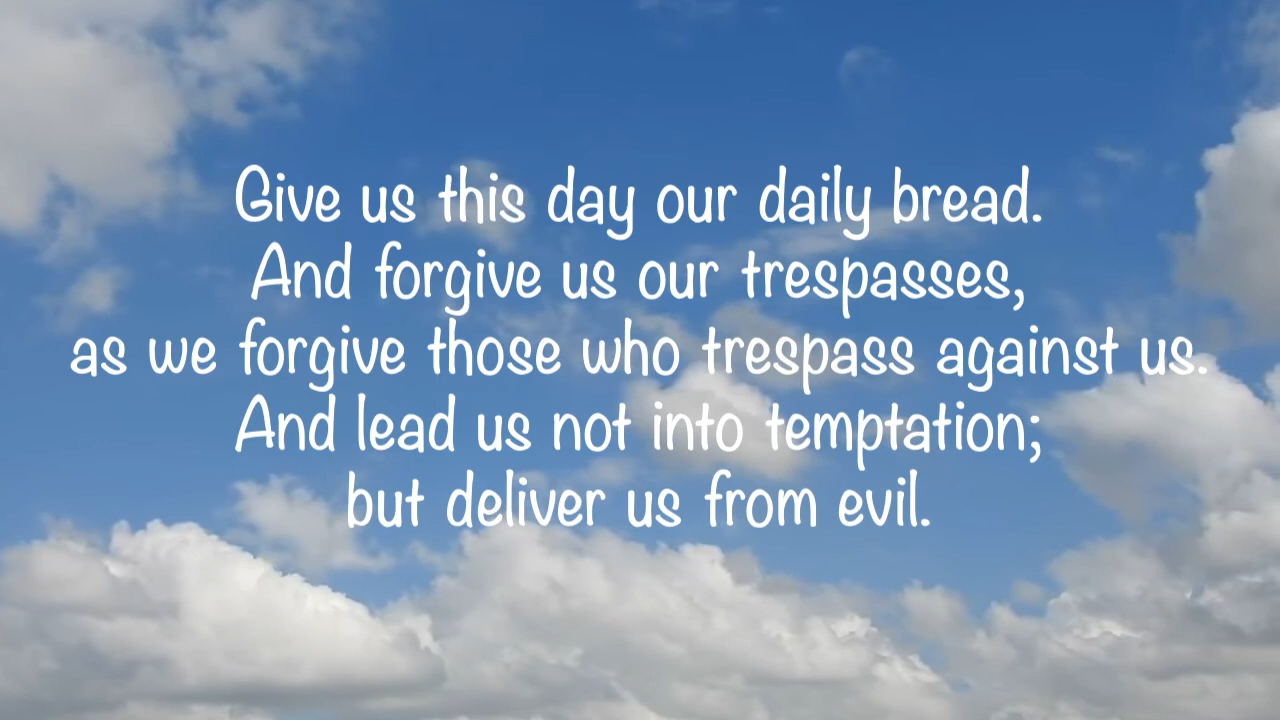 Give us this day our daily bread.
And forgive us our trespasses,
as we forgive those who trespass against us.
And lead us not into temptation;
but deliver us from evil.